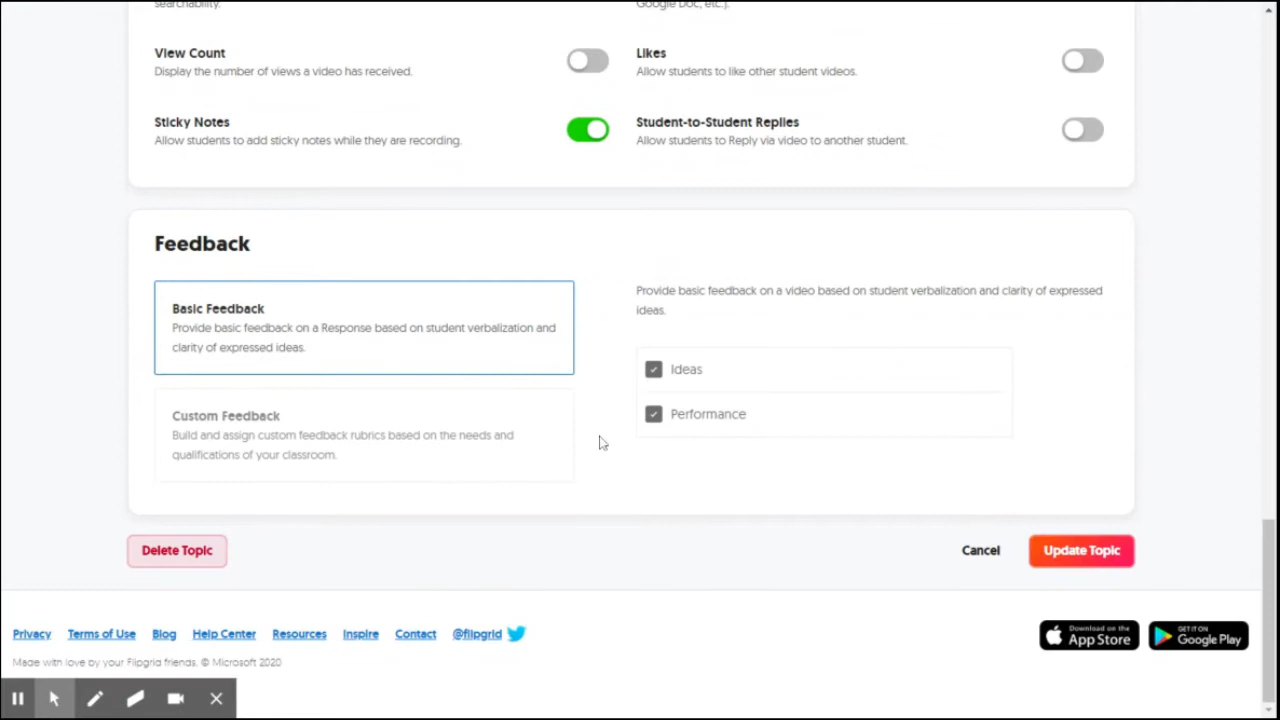 searchability.
Google Doc, etc.).
View Count
Display the number of views a video has received.
Likes
Allow students to like other student videos.
Sticky Notes
Allow students to add sticky notes while they are recording.
Student-to-Student Replies
Allow students to Reply via video to another student.
Feedback
Basic Feedback
Provide basic feedback on a Response based on student verbalization and
clarity of expressed ideas.
Custom Feedback
Build and assign custom feedback rubrics based on the needs and
qualifications of your classroom.
Provide basic feedback on a video based on student verbalization and clarity of expressed
ideas.
Ideas
Performance
Delete Topic
Cancel
Update Topic
Privacy Terms of Use Blog Help Center Resources Inspire Contact @flipgrid
Made with love by your Flipgrid friends. © Microsoft 2020
Download on the
App Store
GET IT ON
Google Play